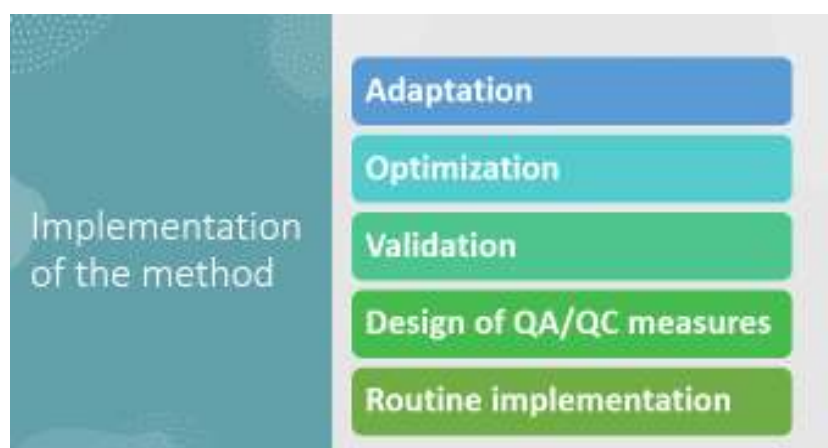 Implementation
of the method
Adaptation
Optimization
Validation
Design of QA/QC measures
Routine implementation